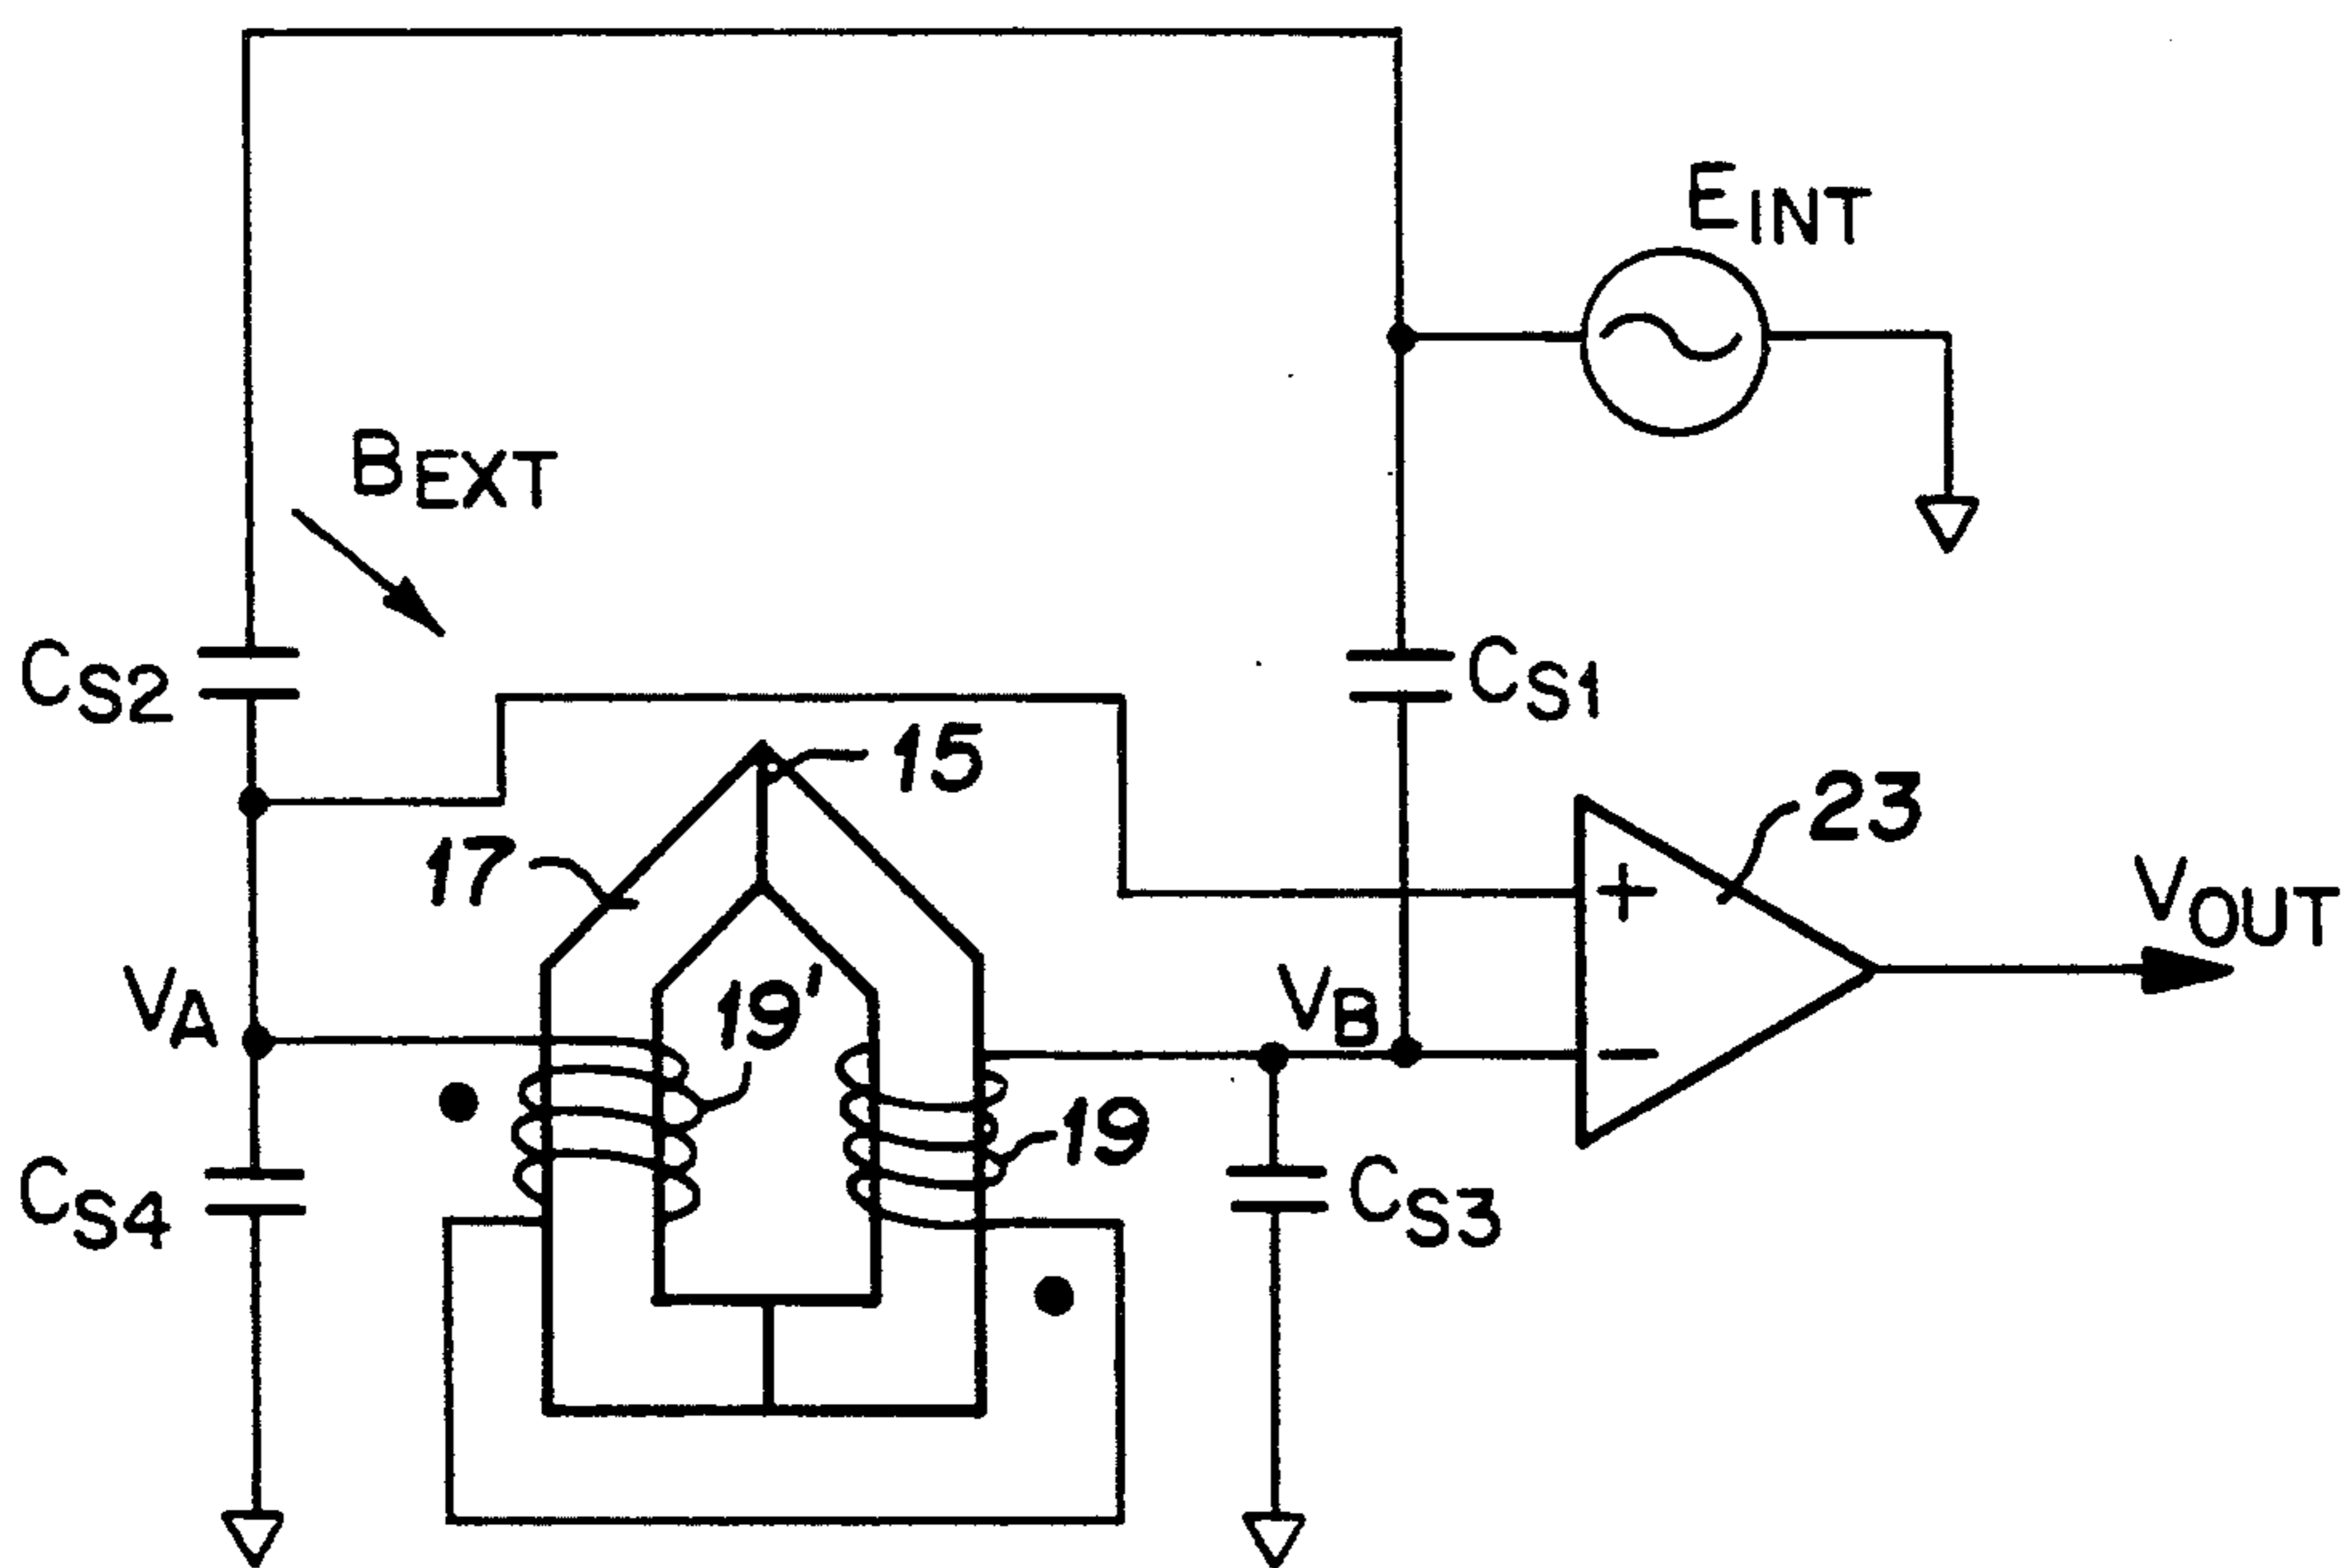 EINT
BEXT
CS2
CS1
15
23
17
VOUT
+
VA
19'
VB
−
19
CS4
CS3